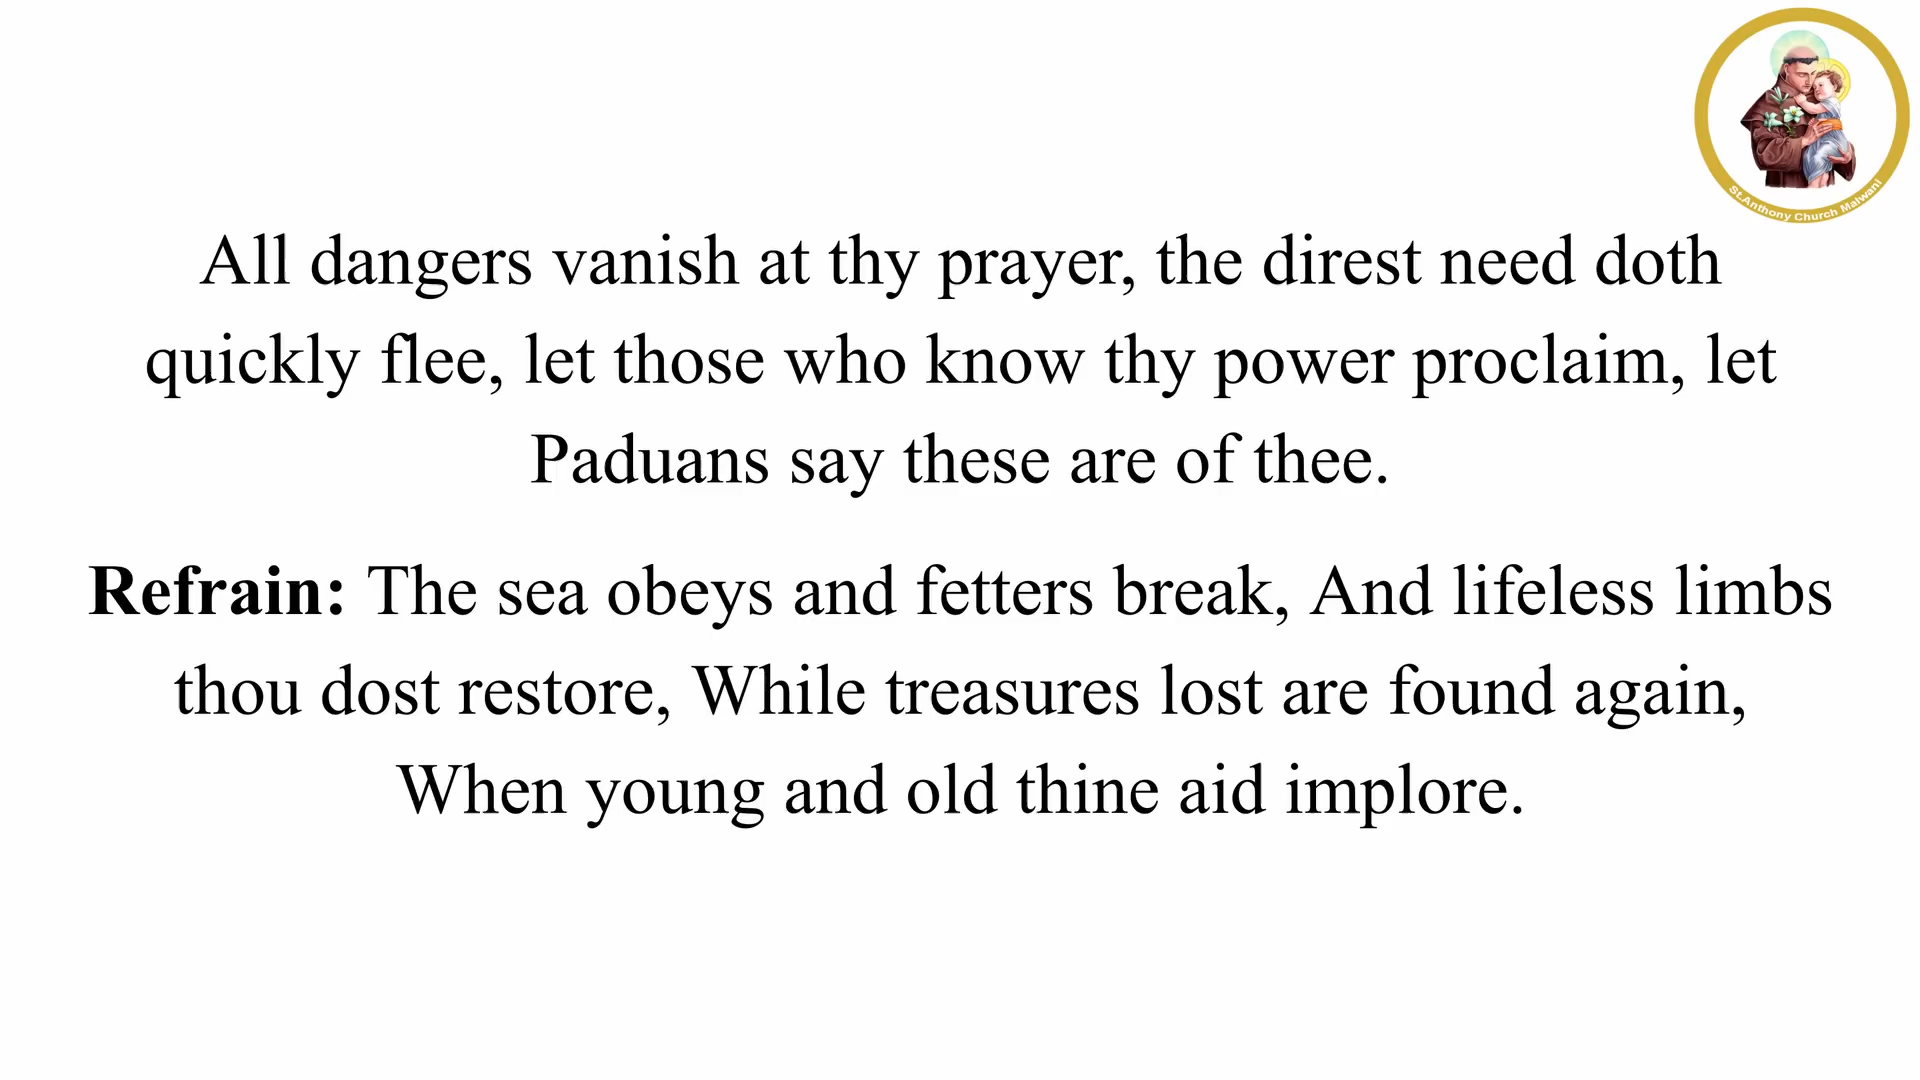 St.Anthony Church Malwani
All dangers vanish at thy prayer, the direst need doth
quickly flee, let those who know thy power proclaim, let
Paduans say these are of thee.
Refrain: The sea obeys and fetters break, And lifeless limbs
thou dost restore, While treasures lost are found again,
When young and old thine aid implore.